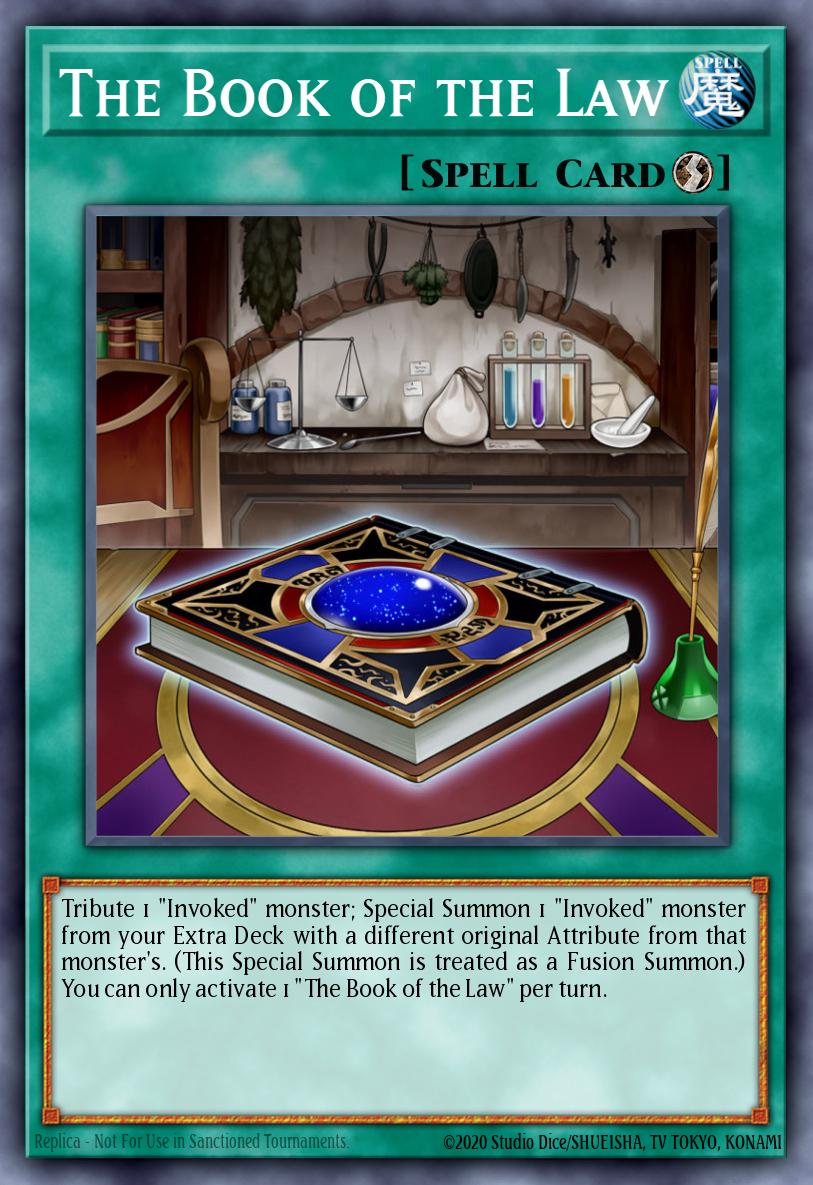 THE BOOK OF THE LAW
SPELL
魔
[SPELL CARD]
Tribute 1 "Invoked" monster; Special Summon 1 "Invoked" monster
from your Extra Deck with a different original Attribute from that
monster's. (This Special Summon is treated as a Fusion Summon.)
You can only activate 1 "The Book of the Law" per turn.
Replica - Not For Use in Sanctioned Tournaments.
©2020 Studio Dice/SHUEISHA, TV TOKYO, KONAMI